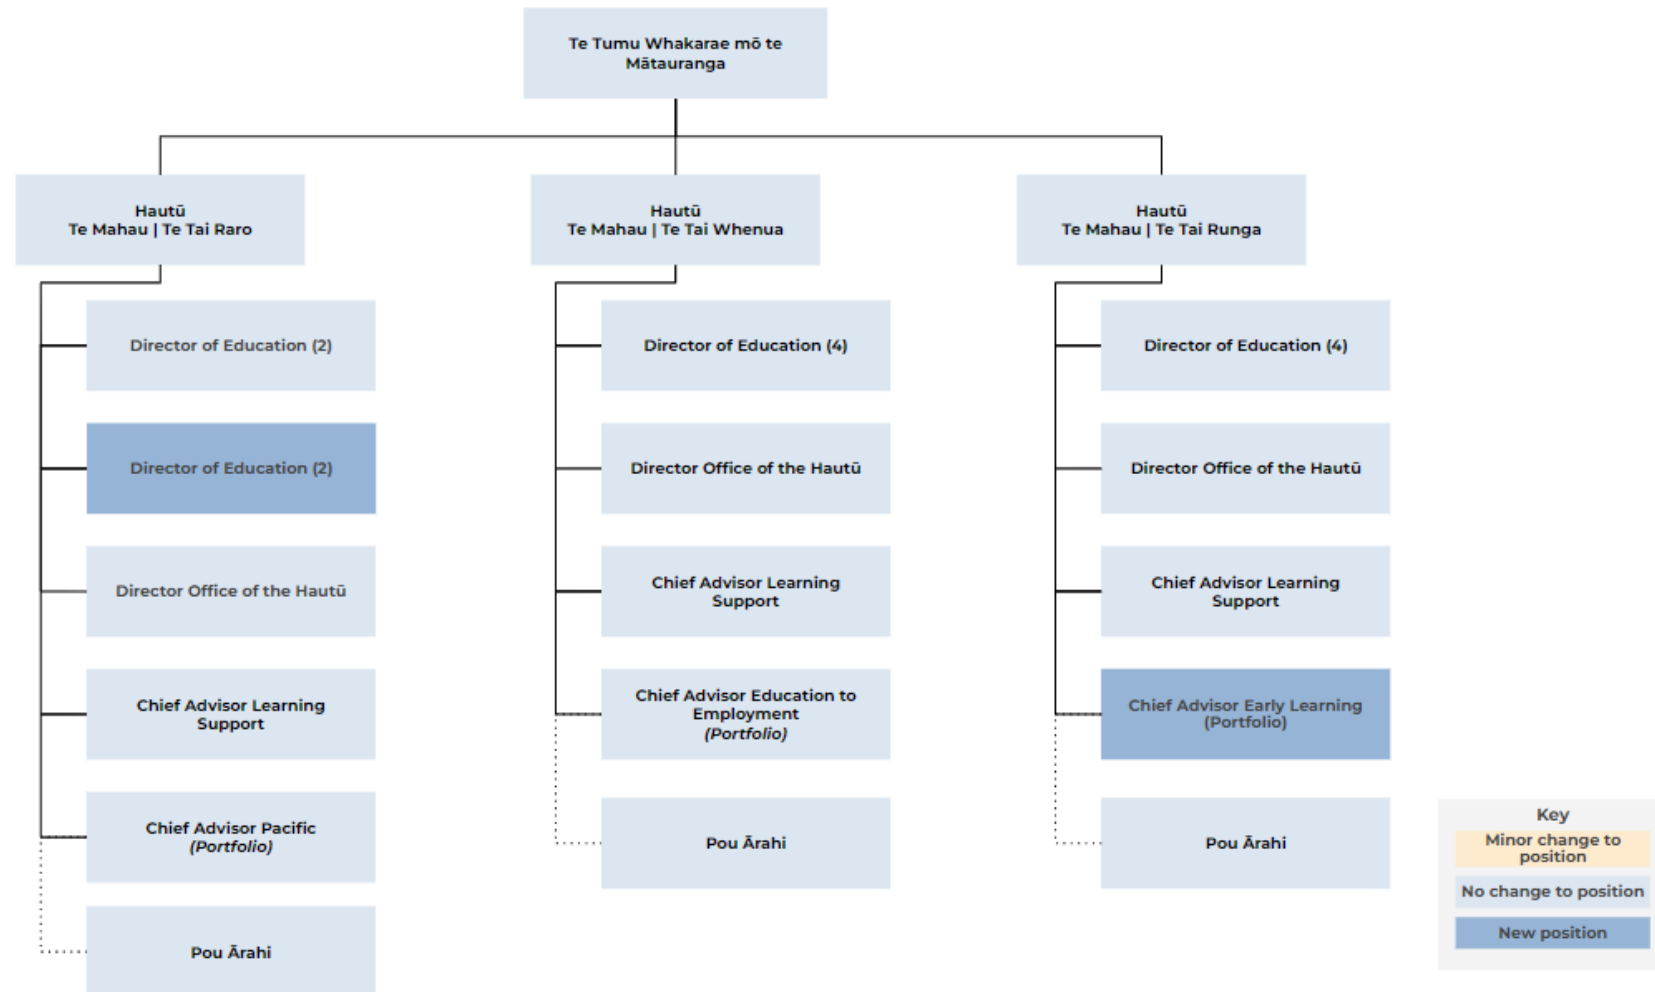 Te Tumu Whakarae mō te
Mātauranga
Hautū
Te Mahau | Te Tai Raro
Hautū
Te Mahau | Te Tai Whenua
Hautū
Te Mahau | Te Tai Runga
Director of Education (2)
Director of Education (2)
Director Office of the Hautū
Chief Advisor Learning
Support
Chief Advisor Pacific
(Portfolio)
Pou Ārahi
Director of Education (4)
Director Office of the Hautū
Chief Advisor Learning
Support
Chief Advisor Education to
Employment
(Portfolio)
Pou Ārahi
Director of Education (4)
Director Office of the Hautū
Chief Advisor Learning
Support
Chief Advisor Early Learning
(Portfolio)
Pou Ārahi
Key
Minor change to
position
No change to position
New position